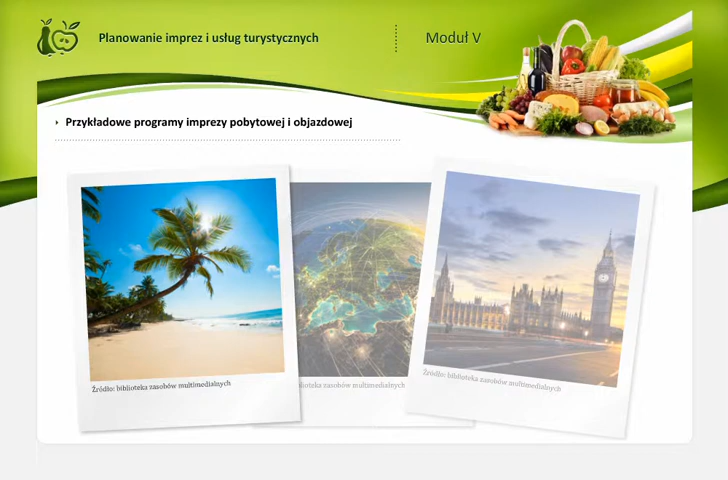 Planowanie imprez i usług turystycznych
Moduł V
Przykładowe programy imprezy pobytowej i objazdowej
Źródło: biblioteka zasobów multimedialnych
biblioteka zasobów multimedialnych
Źródło: biblioteka zasobów multimedialnych